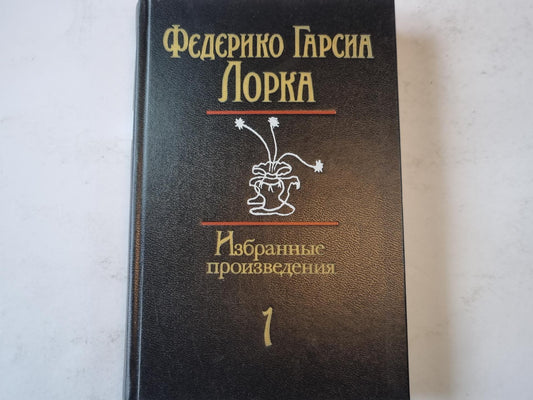 Федерико Гарсиа
Лорка
Избранные
произведения
1